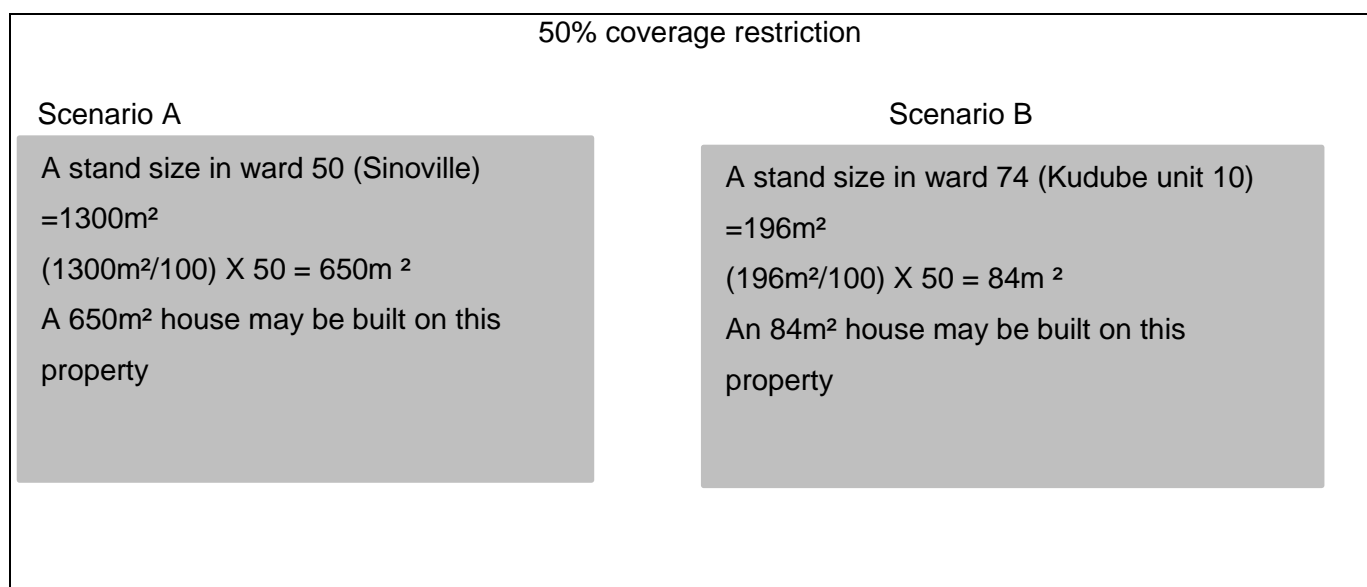 50% coverage restriction
Scenario A
A stand size in ward 50 (Sinoville)
=1300m²
(1300m²/100) X 50 = 650m ²
A 650m² house may be built on this
property
Scenario B
A stand size in ward 74 (Kudube unit 10)
=196m²
(196m²/100) X 50 = 84m ²
An 84m² house may be built on this
property